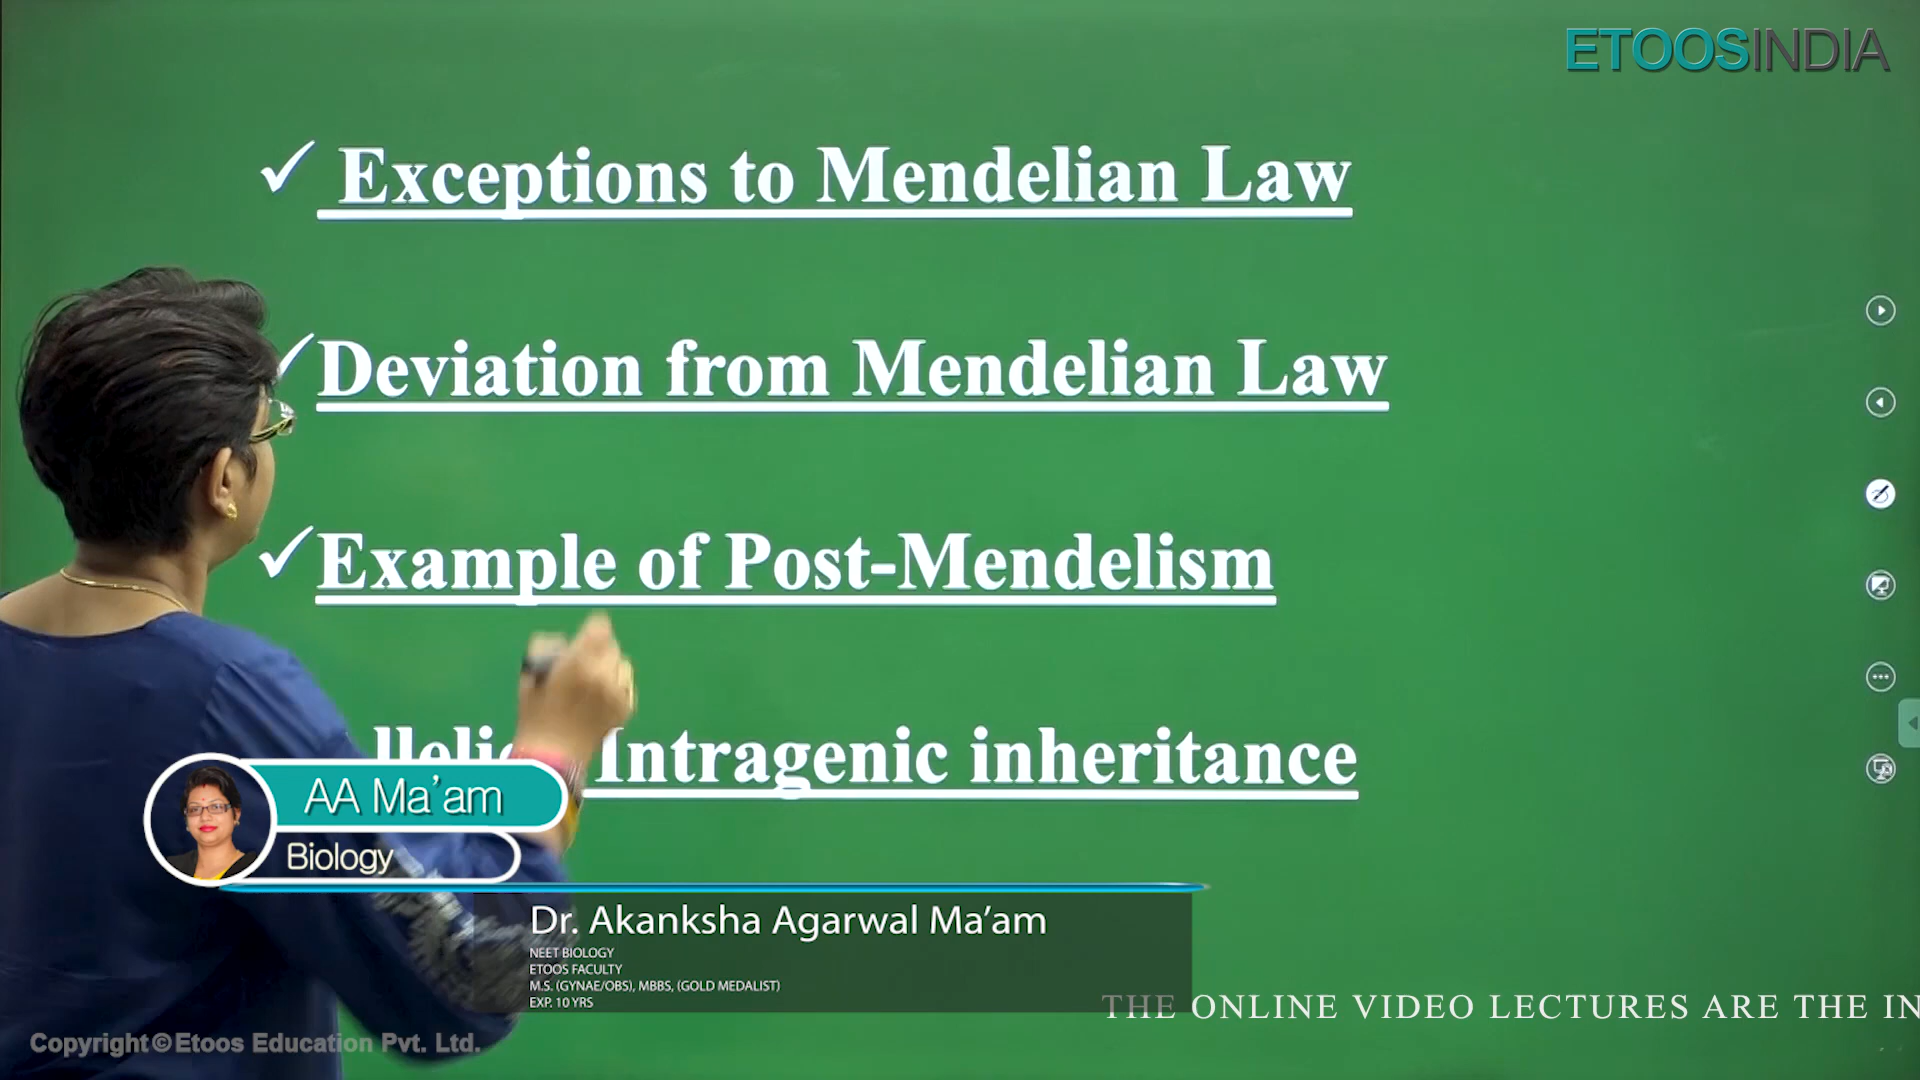 ETOOSINDIA
✓ Exceptions to Mendelian Law
✓ Deviation from Mendelian Law
✓ Example of Post-Mendelism
Intragenic inheritance
AA Ma'am
Biology
Dr. Akanksha Agarwal Ma'am
NEET BIOLOGY
ETOOS FACULTY
M.S. (GYNAE/OBS), MBBS, (GOLD MEDALIST)
EXP. 10 YRS
THE ONLINE VIDEO LECTURES ARE THE IN
Copyright © Etoos Education Pvt. Ltd.